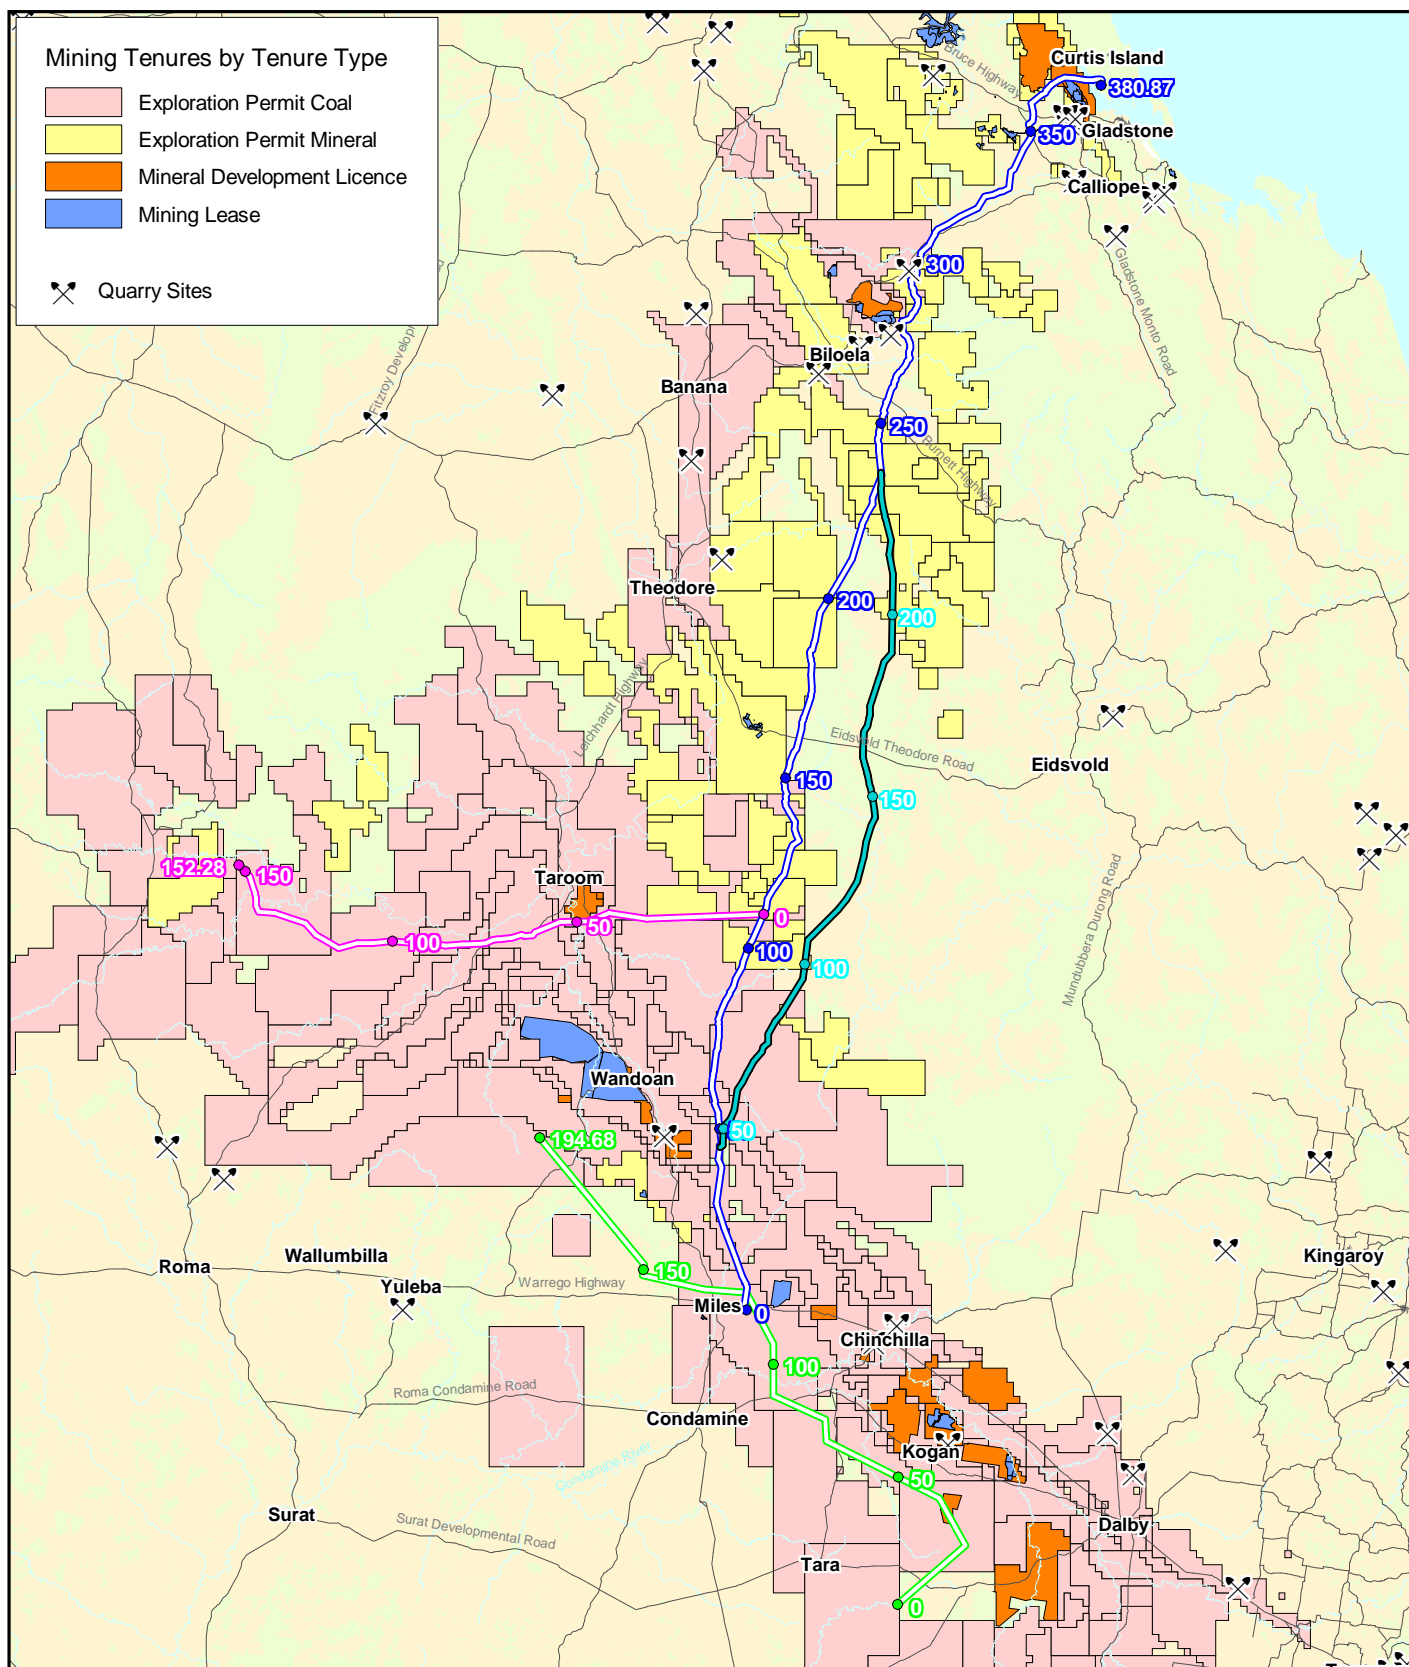 Mining Tenures by Tenure Type
Exploration Permit Coal
Exploration Permit Mineral
Mineral Development Licence
Mining Lease
Quarry Sites
Bruce Highway
Curtis Island
380.87
350
Gladstone
Calliope
Gladstone Monto Road
300
Biloela
Banana
250
Burnett Highway
Theodore
200
200
Leichhardt Highway
Eidsvold Theodore Road
Eidsvold
150
150
Mundubbera Durong Road
152.28
150
Taroom
0
50
100
100
100
Wandoan
50
194.68
Roma
Wallumbilla
Yuleba
150
Warrego Highway
Miles
0
Kingaroy
Chinchilla
100
Roma Condamine Road
Condamine
Kogan
Condamine River
50
Surat
Surat Developmental Road
Dalby
Tara
0